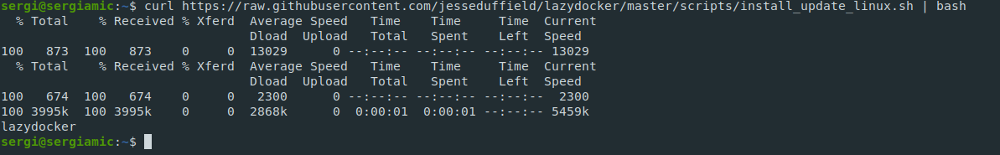 sergi@sergiamic:~$ curl https://raw.githubusercontent.com/jesseduffield/lazydocker/master/scripts/install_update_linux.sh | bash
  % Total    % Received % Xferd  Average Speed   Time    Time     Time  Current
                                 Dload  Upload   Total   Spent    Left  Speed
100   873  100   873    0     0  13029      0 --:--:-- --:--:-- --:--:-- 13029
  % Total    % Received % Xferd  Average Speed   Time    Time     Time  Current
                                 Dload  Upload   Total   Spent    Left  Speed
100   674  100   674    0     0   2300      0 --:--:-- --:--:-- --:--:--  2300
100 3995k  100 3995k    0     0  2868k      0  0:00:01  0:00:01 --:--:-- 5459k
lazydocker
sergi@sergiamic:~$